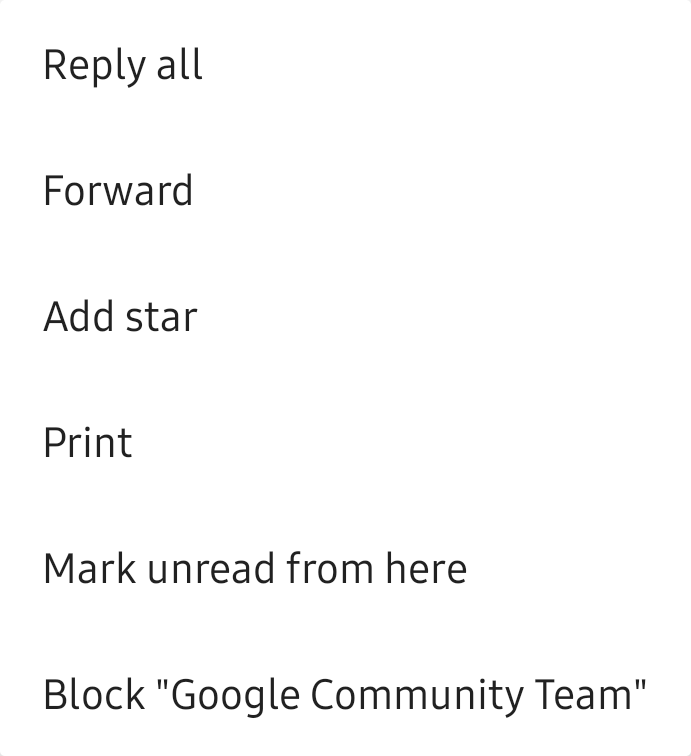 Reply all
Forward
Add star
Print
Mark unread from here
Block "Google Community Team"